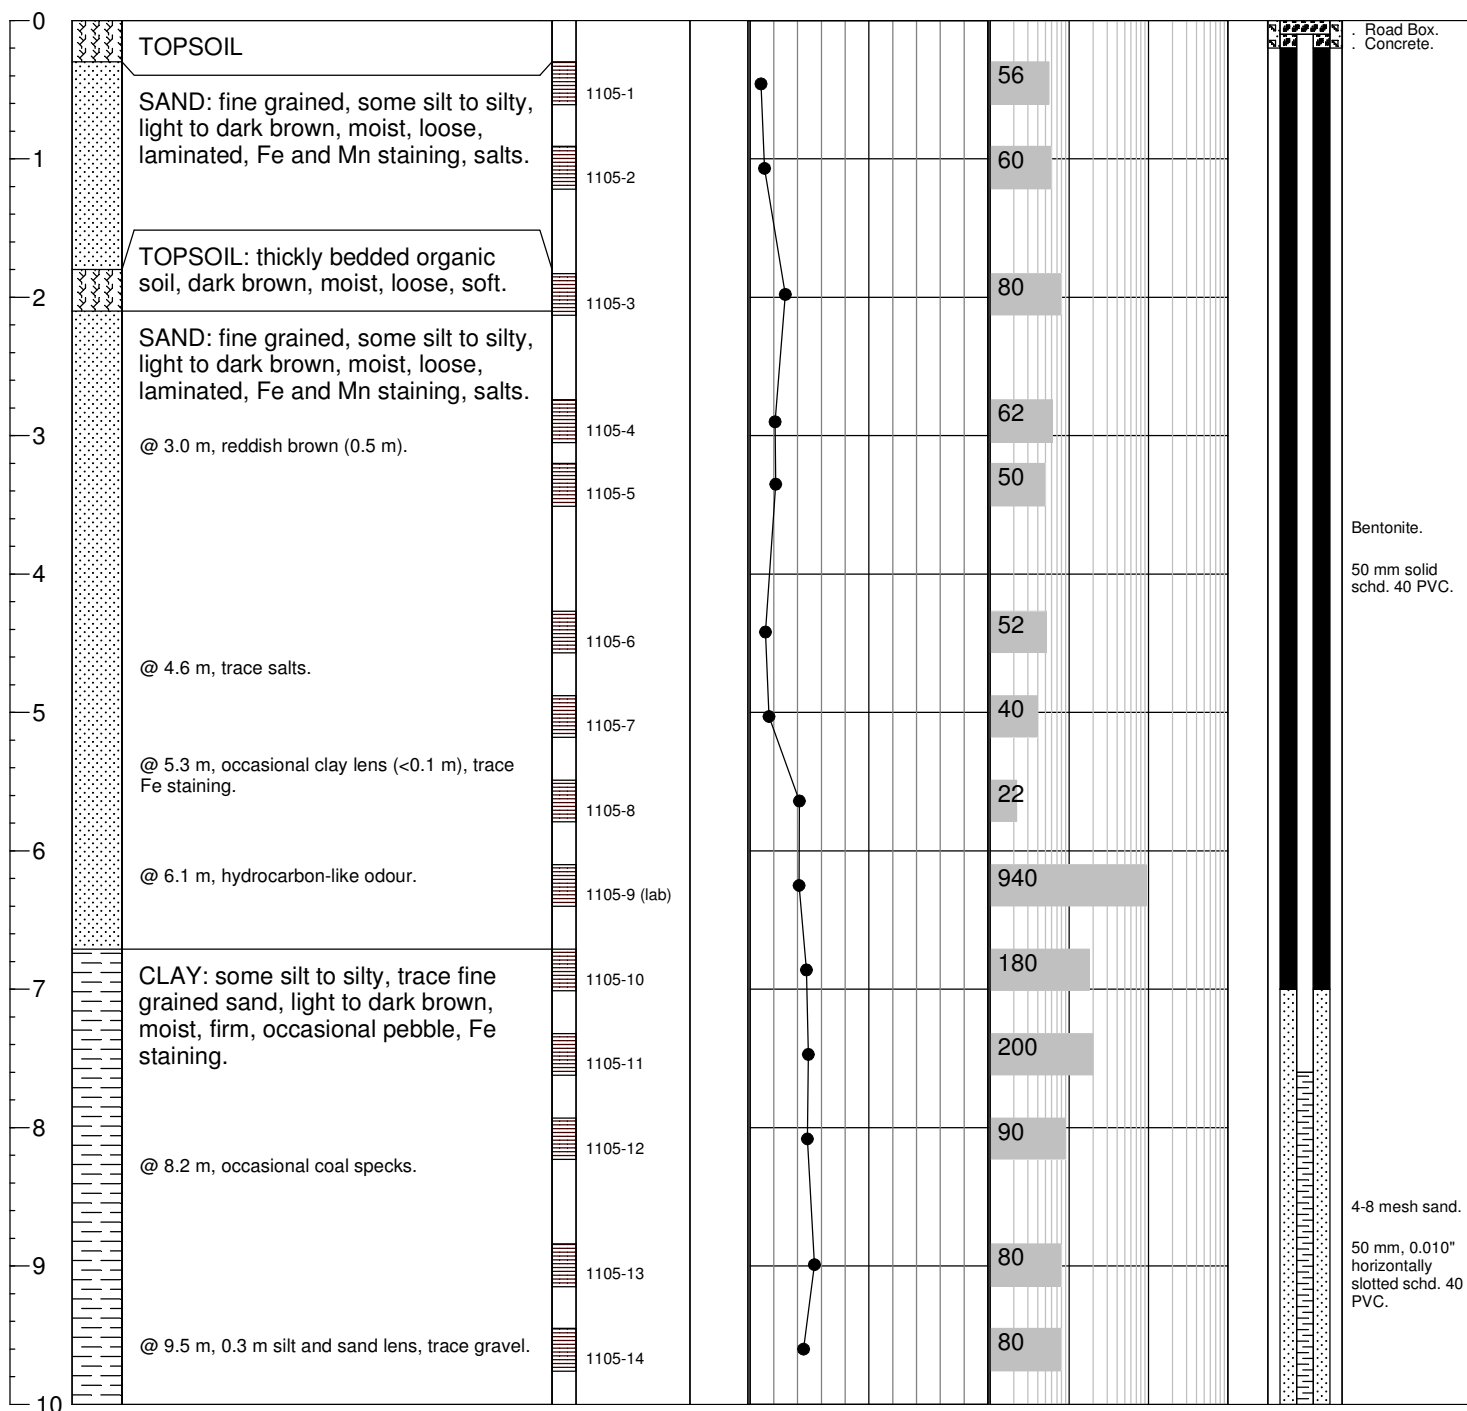 0
TOPSOIL
. Road Box.
. Concrete.
56
1105-1
SAND: fine grained, some silt to silty,
light to dark brown, moist, loose,
laminated, Fe and Mn staining, salts.
1
60
1105-2
TOPSOIL: thickly bedded organic
soil, dark brown, moist, loose, soft.
2
80
1105-3
SAND: fine grained, some silt to silty,
light to dark brown, moist, loose,
laminated, Fe and Mn staining, salts.
62
1105-4
3
@ 3.0 m, reddish brown (0.5 m).
50
1105-5
Bentonite.
4
50 mm solid
schd. 40 PVC.
52
1105-6
@ 4.6 m, trace salts.
5
40
1105-7
@ 5.3 m, occasional clay lens (<0.1 m), trace
Fe staining.
22
1105-8
6
@ 6.1 m, hydrocarbon-like odour.
940
1105-9 (lab)
CLAY: some silt to silty, trace fine
grained sand, light to dark brown,
moist, firm, occasional pebble, Fe
staining.
180
1105-10
7
200
1105-11
8
90
1105-12
@ 8.2 m, occasional coal specks.
4-8 mesh sand.
9
80
1105-13
50 mm, 0.010"
horizontally
slotted schd. 40
PVC.
@ 9.5 m, 0.3 m silt and sand lens, trace gravel.
80
1105-14
10